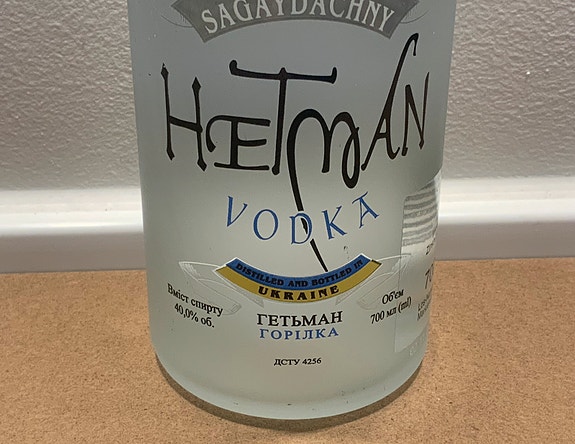 SAGAYDACHNY
HETMAN
VODKA
DISTILLED AND BOTTLED IN
UKRAINE
Вміст спирту
40,0% об.
ГЕТЬМАН
ГОРІЛКА
Об'єм
700 мл (ml)
ДСТУ 4256